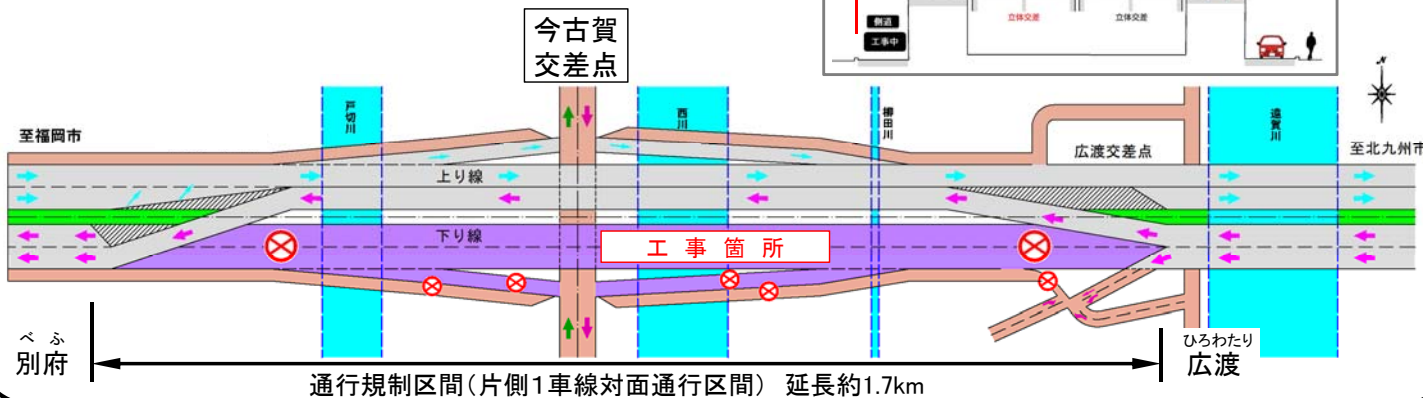 立体交差
立体交差
側道
工事中
今古賀
交差点
N
戸切川
西川
柳田川
遠賀川
至福岡市
広渡交差点
至北九州市
上り線
下り線
工事箇所
べふ
別府
ひろわたり
広渡
通行規制区間(片側1車線対面通行区間) 延長約1.7km